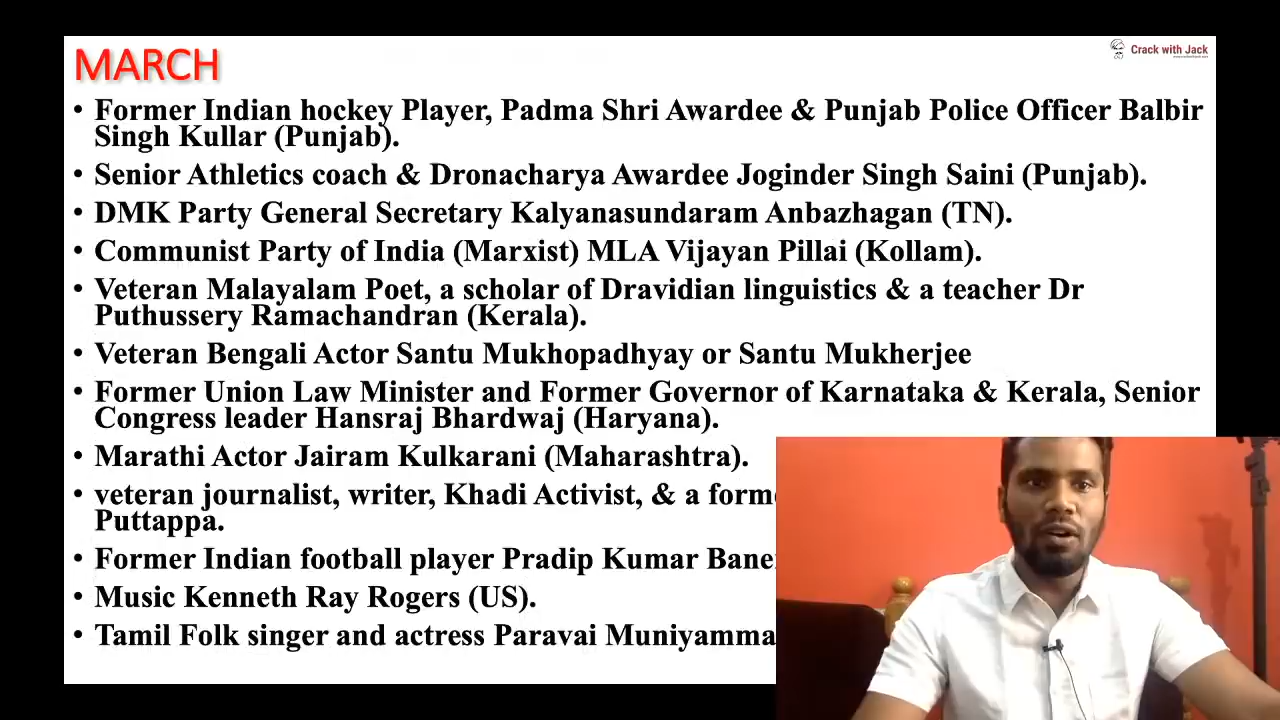 MARCH
Crack with Jack
• Former Indian hockey Player, Padma Shri Awardee & Punjab Police Officer Balbir
Singh Kullar (Punjab).
• Senior Athletics coach & Dronacharya Awardee Joginder Singh Saini (Punjab).
• DMK Party General Secretary Kalyanasundaram Anbazhagan (TN).
• Communist Party of India (Marxist) MLA Vijayan Pillai (Kollam).
• Veteran Malayalam Poet, a scholar of Dravidian linguistics & a teacher Dr
Puthussery Ramachandran (Kerala).
• Veteran Bengali Actor Santu Mukhopadhyay or Santu Mukherjee
• Former Union Law Minister and Former Governor of Karnataka & Kerala, Senior
Congress leader Hansraj Bhardwaj (Haryana).
• Marathi Actor Jairam Kulkarani (Maharashtra).
• veteran journalist, writer, Khadi Activist, & a
Puttappa.
• Former Indian football player Pradip Kumar
• Music Kenneth Ray Rogers (US).
• Tamil Folk singer and actress Paravai Muniyamma